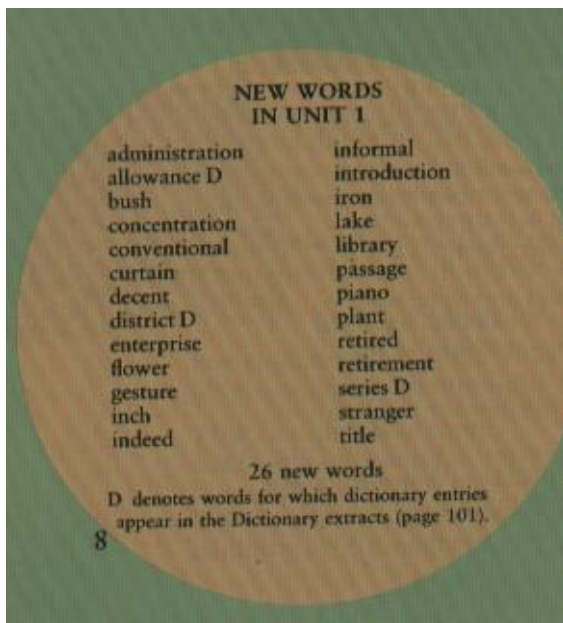 NEW WORDS
IN UNIT 1
administration
allowance D
bush
concentration
conventional
curtain
decent
district D
enterprise
flower
gesture
inch
indeed
informal
introduction
iron
lake
library
passage
piano
plant
retired
retirement
series D
stranger
title
26 new words
D denotes words for which dictionary entries
appear in the Dictionary extracts (page 101).
8